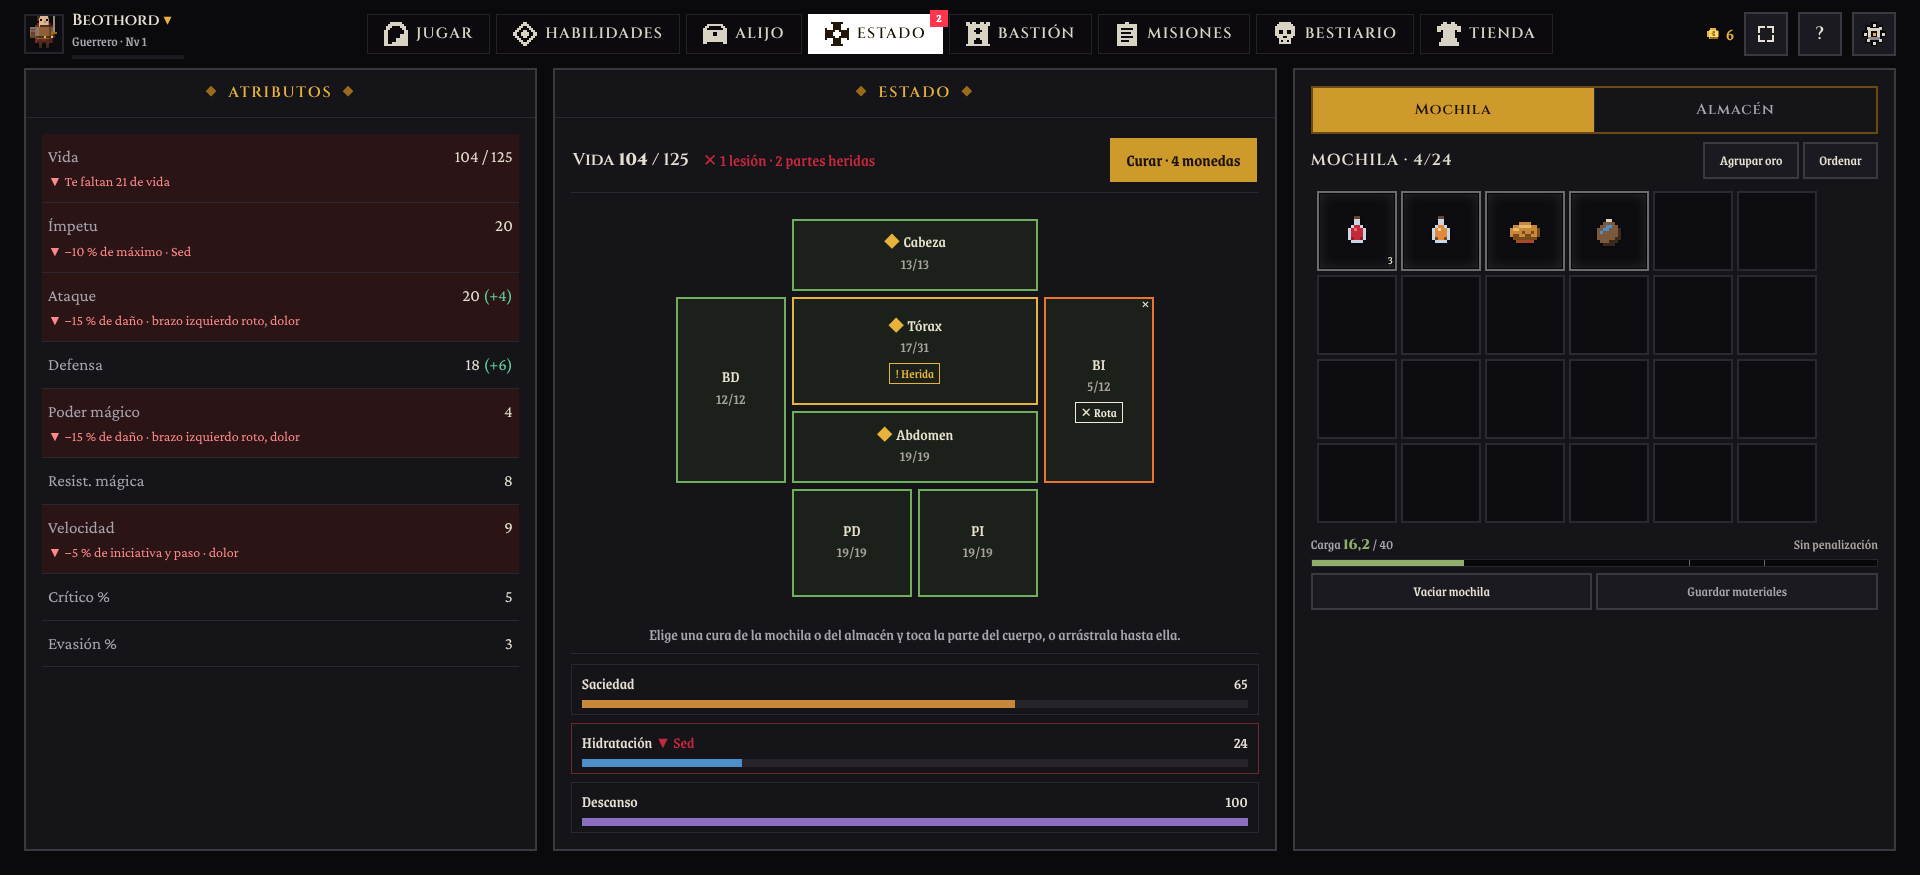 BEOTHORD ▼
Guerrero · Nv 1
JUGAR
HABILIDADES
ALIJO
ESTADO
2
BASTIÓN
MISIONES
BESTIARIO
TIENDA
6
?
ATRIBUTOS
Vida 104 / 125
▼ Te faltan 21 de vida
Ímpetu 20
▼ −10 % de máximo · Sed
Ataque 20 (+4)
▼ −15 % de daño · brazo izquierdo roto, dolor
Defensa 18 (+6)
Poder mágico 4
▼ −15 % de daño · brazo izquierdo roto, dolor
Resist. mágica 8
Velocidad 9
▼ −5 % de iniciativa y paso · dolor
Crítico % 5
Evasión % 3
ESTADO
VIDA 104 / 125 ✕ 1 lesión · 2 partes heridas
Curar · 4 monedas
Cabeza
13/13
BD
12/12
Tórax
17/31
! Herida
✕
BI
5/12
✕ Rota
Abdomen
19/19
PD
19/19
PI
19/19
Elige una cura de la mochila o del almacén y toca la parte del cuerpo, o arrástrala hasta ella.
Saciedad 65
Hidratación ▼ Sed 24
Descanso 100
MOCHILA
ALMACÉN
MOCHILA · 4/24
Agrupar oro
Ordenar
3
Carga 16,2 / 40 Sin penalización
Vaciar mochila
Guardar materiales